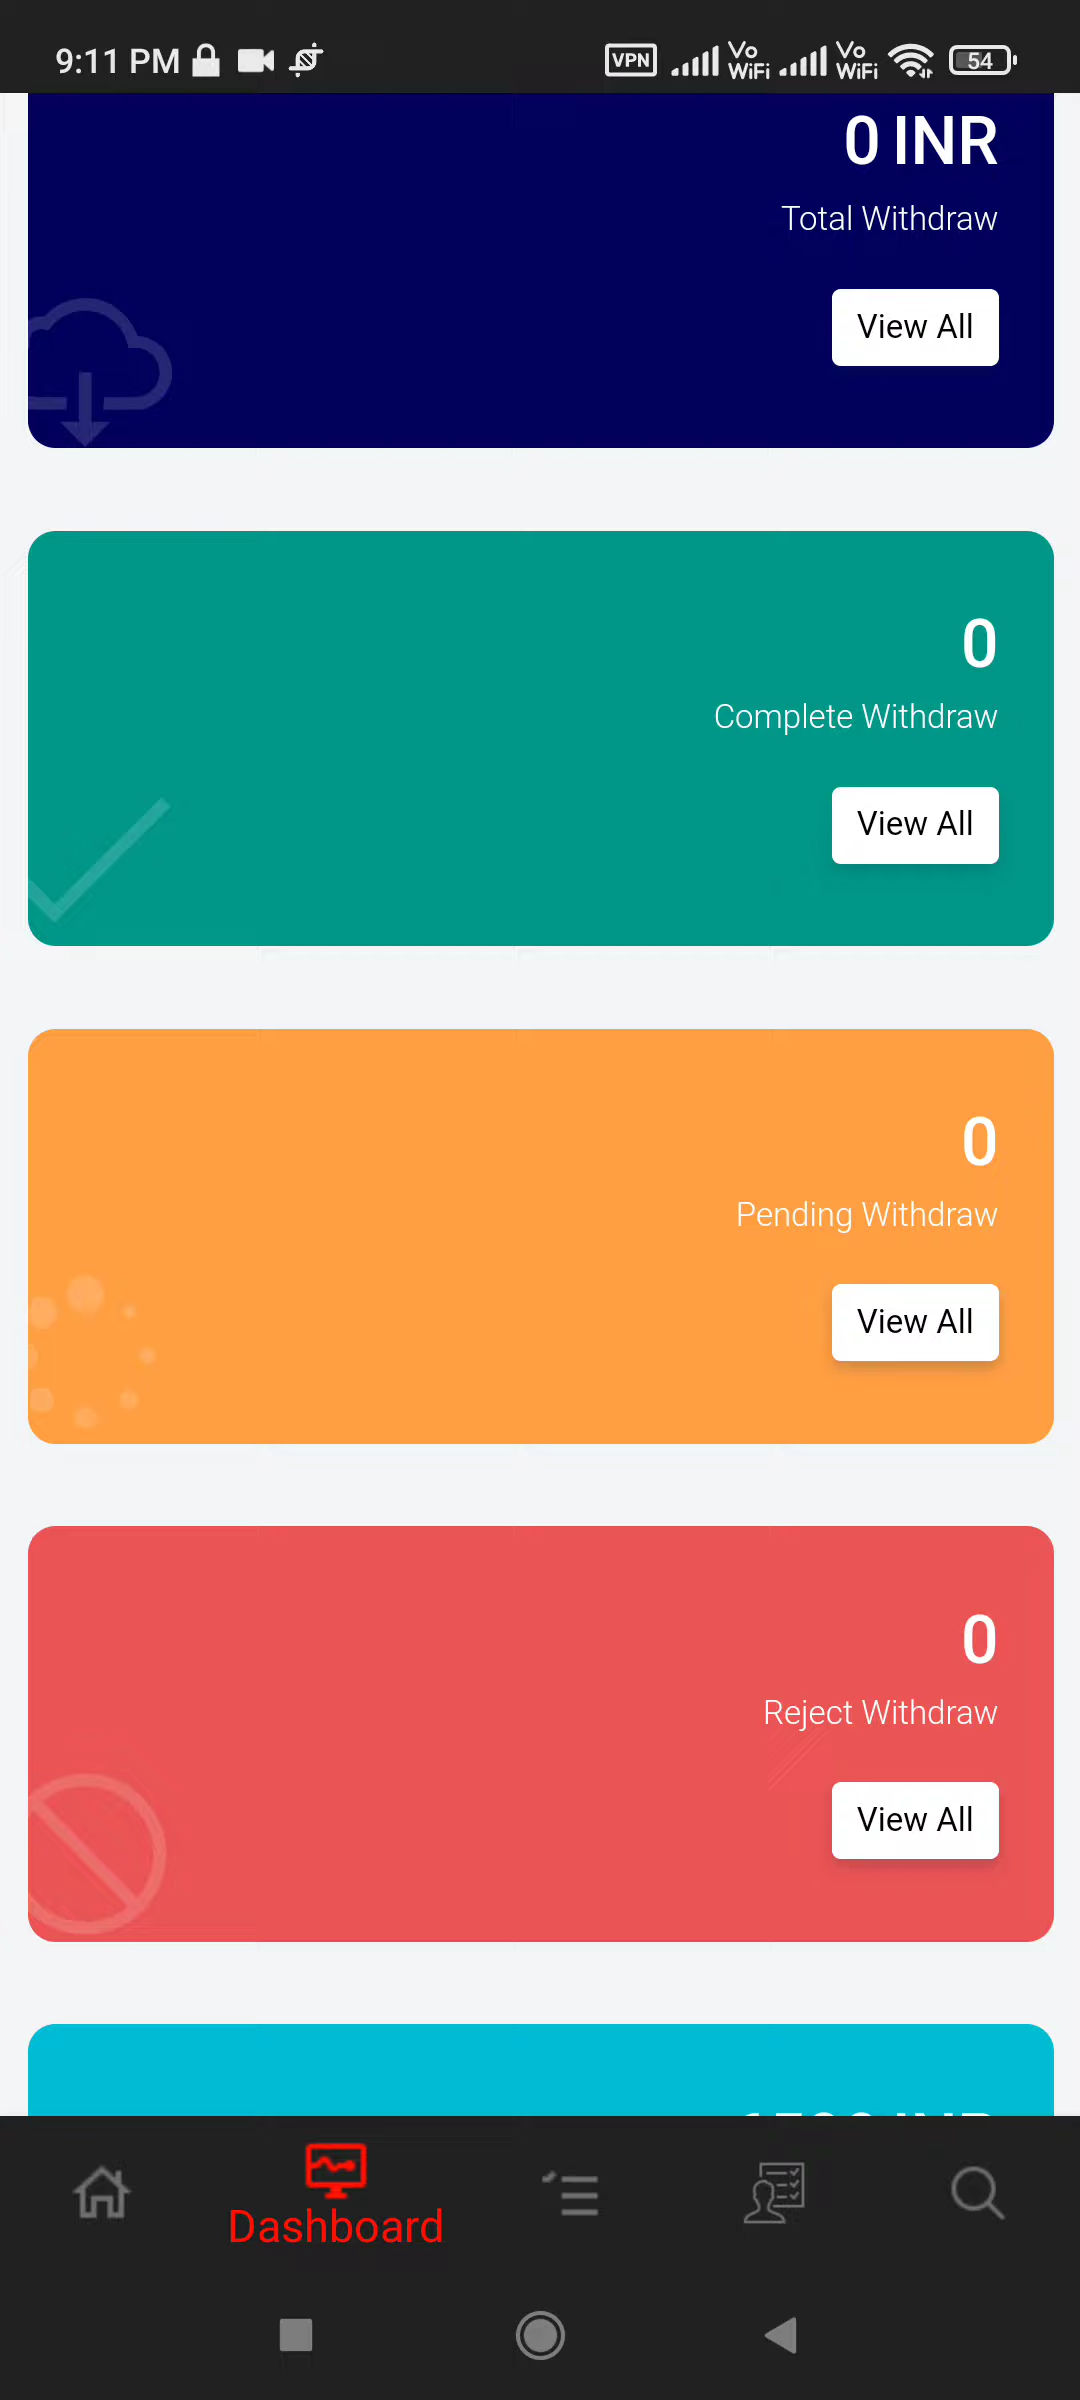 9:11 PM VPN Vo WiFi Vo WiFi 54
0 INR
Total Withdraw
View All
0
Complete Withdraw
View All
0
Pending Withdraw
View All
0
Reject Withdraw
View All
INR
Dashboard